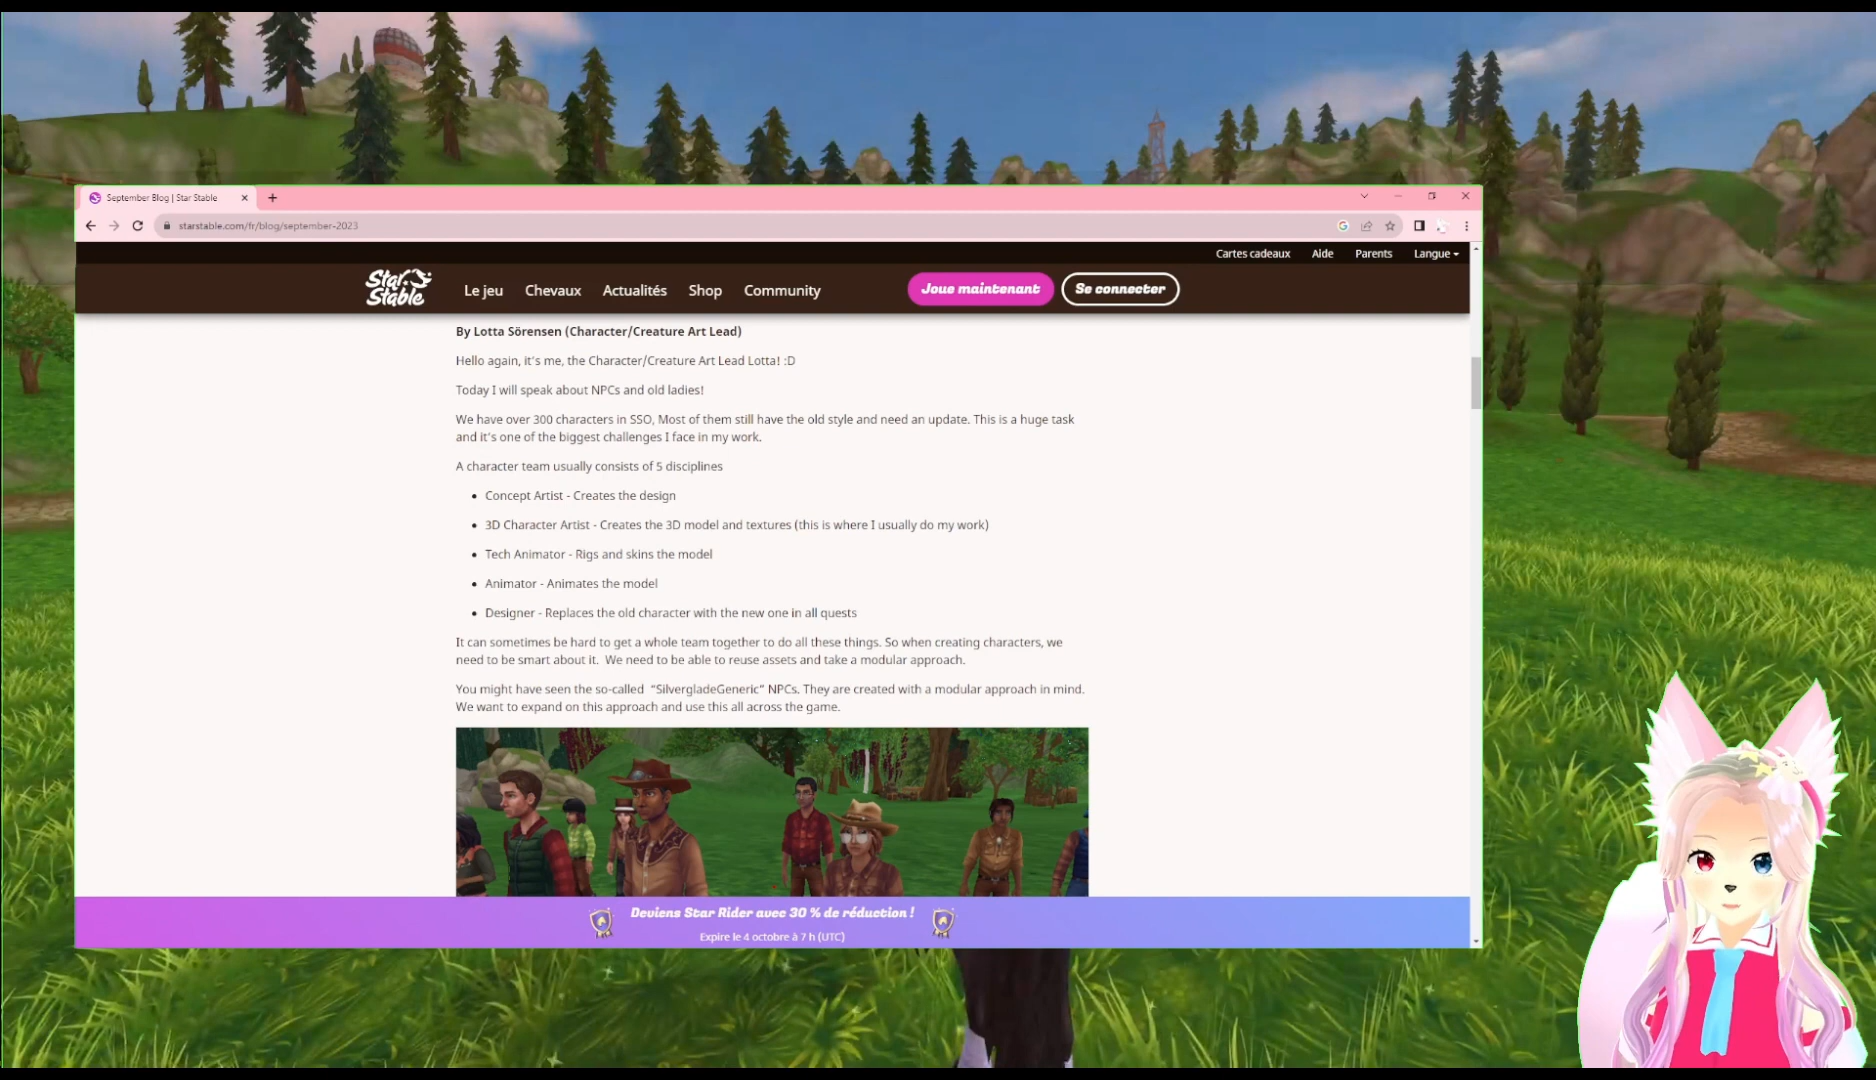 September Blog | Star Stable
starstable.com/fr/blog/september-2023
Cartes cadeaux Aide Parents Langue
Star Stable
Le jeu Chevaux Actualités Shop Community Joue maintenant Se connecter
By Lotta Sörensen (Character/Creature Art Lead)
Hello again, it's me, the Character/Creature Art Lead Lotta! :D
Today I will speak about NPCs and old ladies!
We have over 300 characters in SSO, Most of them still have the old style and need an update. This is a huge task
and it's one of the biggest challenges I face in my work.
A character team usually consists of 5 disciplines
• Concept Artist - Creates the design
• 3D Character Artist - Creates the 3D model and textures (this is where I usually do my work)
• Tech Animator - Rigs and skins the model
• Animator - Animates the model
• Designer - Replaces the old character with the new one in all quests
It can sometimes be hard to get a whole team together to do all these things. So when creating characters, we
need to be smart about it. We need to be able to reuse assets and take a modular approach.
You might have seen the so-called "SilvergladeGeneric" NPCs. They are created with a modular approach in mind.
We want to expand on this approach and use this all across the game.
Deviens Star Rider avec 30 % de réduction !
Expire le 4 octobre à 7 h (UTC)